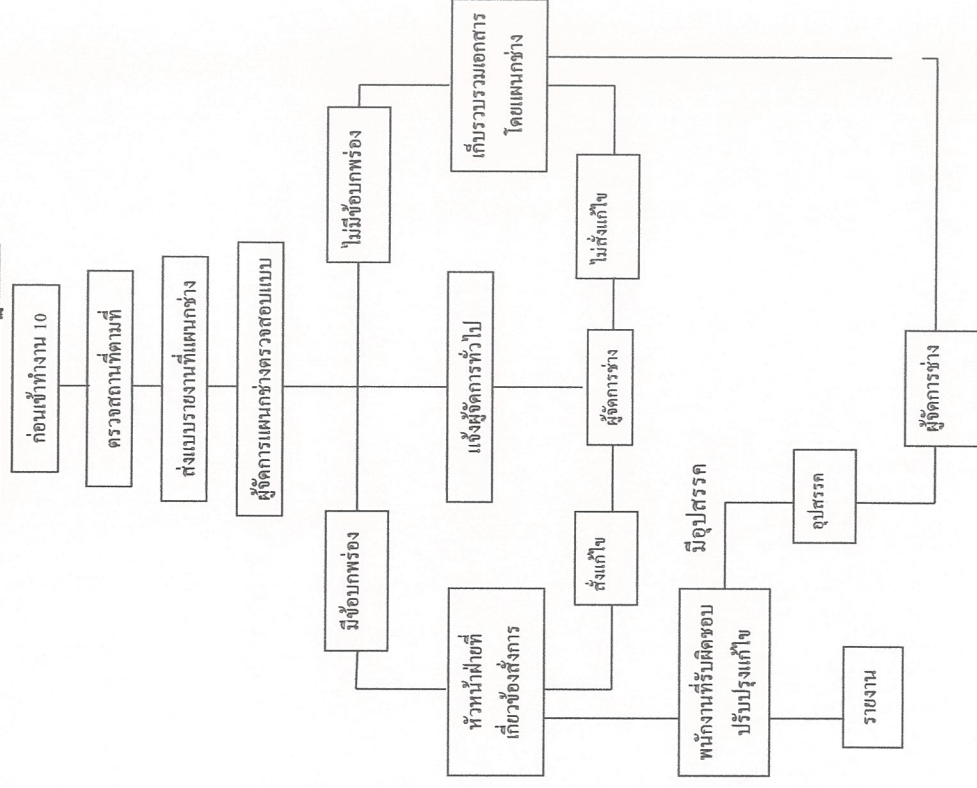 ก่อนเข้าทำงาน 10
ตรวจสถานที่ตามที่
ส่งแบบรายงานที่แผนกช่าง
ผู้จัดการแผนกช่างตรวจสอบแบบ
มีข้อบกพร่อง
ไม่มีข้อบกพร่อง
หัวหน้าฝ่ายที่
เกี่ยวข้องสั่งการ
แจ้งผู้จัดการทั่วไป
เก็บรวบรวมเอกสาร
โดยแผนกช่าง
สั่งแก้ไข
ผู้จัดการช่าง
ไม่สั่งแก้ไข
พนักงานที่รับผิดชอบ
ปรับปรุงแก้ไข
มีอุปสรรค
อุปสรรค
รายงาน
ผู้จัดการช่าง